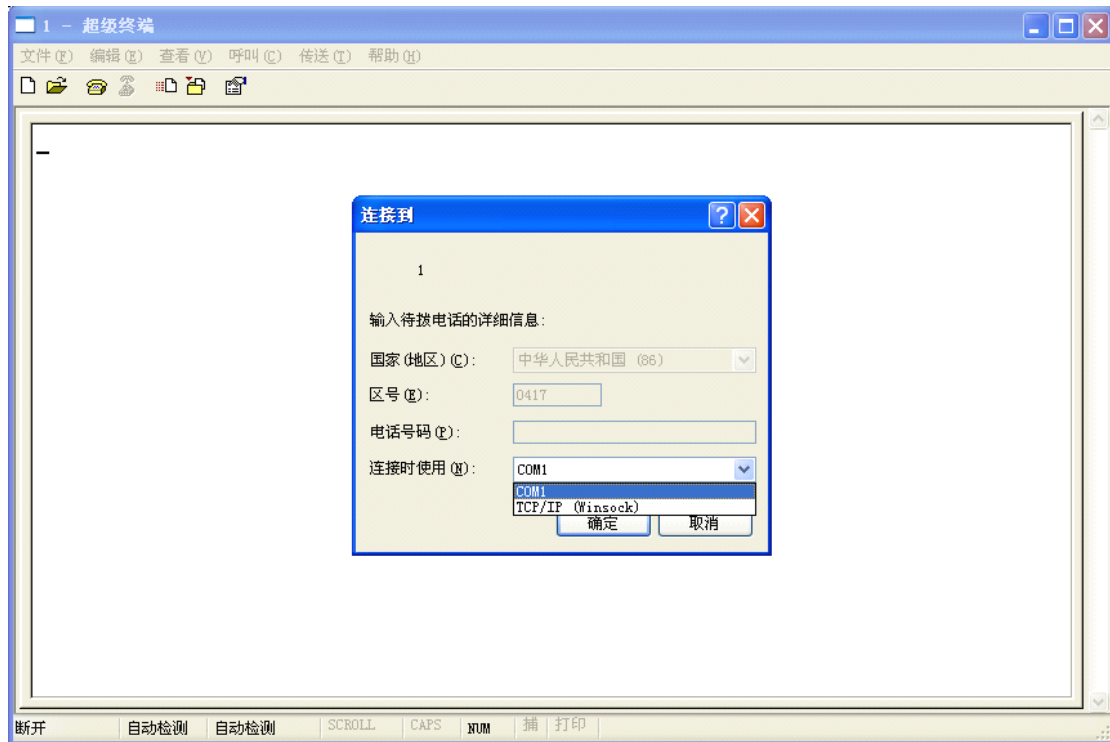 1 - 超级终端
文件(F) 编辑(E) 查看(V) 呼叫(C) 传送(T) 帮助(H)
连接到
1
输入待拨电话的详细信息:
国家(地区)(C): 中华人民共和国 (86)
区号(E): 0417
电话号码(P):
连接时使用(N): COM1
COM1
TCP/IP (Winsock)
确定 取消
断开 自动检测 自动检测 SCROLL CAPS NUM 捕 打印